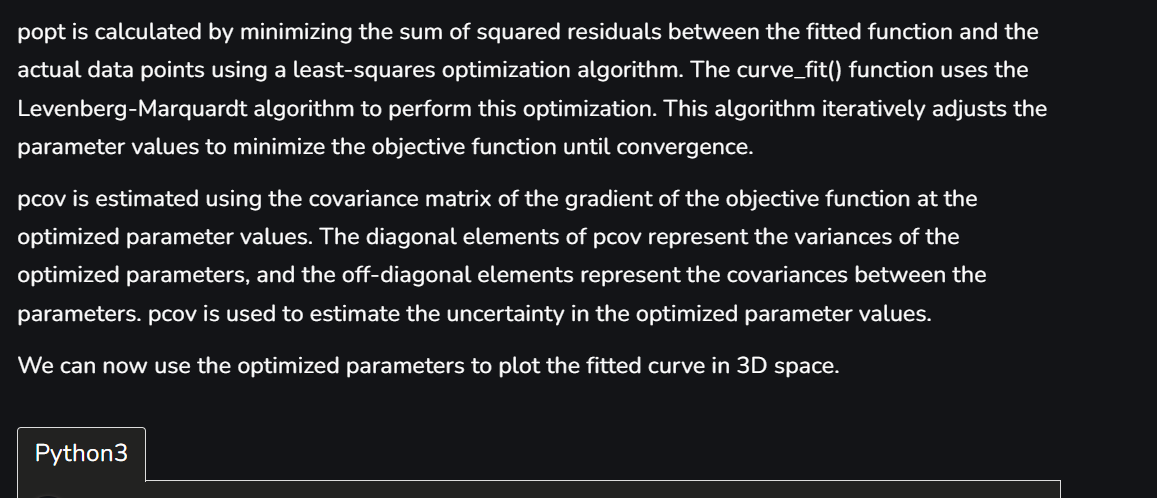 popt is calculated by minimizing the sum of squared residuals between the fitted function and the
actual data points using a least-squares optimization algorithm. The curve_fit() function uses the
Levenberg-Marquardt algorithm to perform this optimization. This algorithm iteratively adjusts the
parameter values to minimize the objective function until convergence.
pcov is estimated using the covariance matrix of the gradient of the objective function at the
optimized parameter values. The diagonal elements of pcov represent the variances of the
optimized parameters, and the off-diagonal elements represent the covariances between the
parameters. pcov is used to estimate the uncertainty in the optimized parameter values.
We can now use the optimized parameters to plot the fitted curve in 3D space.
Python3